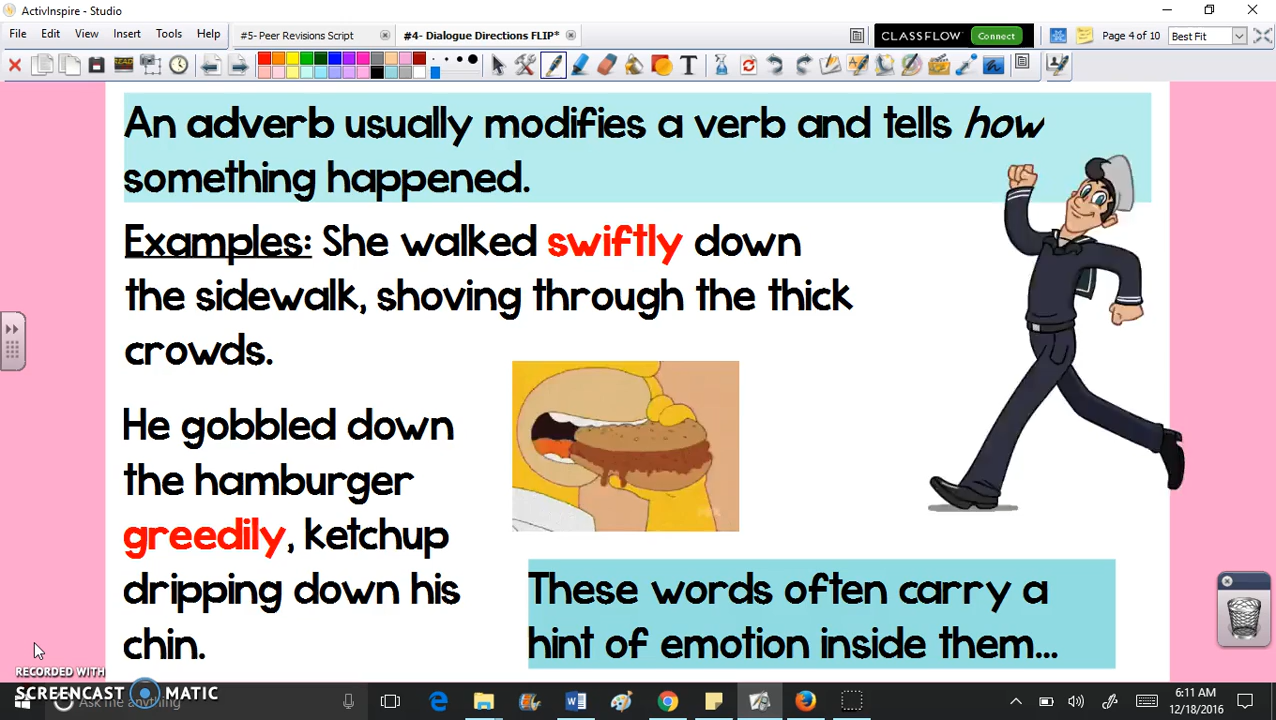 ActivInspire - Studio
File Edit View Insert Tools Help
#5- Peer Revisions Script
#4- Dialogue Directions FLIP*
CLASSFLOW Connect
Page 4 of 10
Best Fit
An adverb usually modifies a verb and tells how
something happened.
Examples: She walked swiftly down
the sidewalk, shoving through the thick
crowds.
He gobbled down
the hamburger
greedily, ketchup
dripping down his
chin.
These words often carry a
hint of emotion inside them...
RECORDED WITH
SCREENCAST MATIC
Ask me anything
6:11 AM
12/18/2016